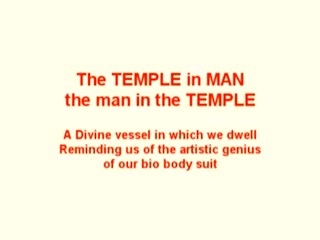 The TEMPLE in MAN
the man in the TEMPLE
A Divine vessel in which we dwell
Reminding us of the artistic genius
of our bio body suit